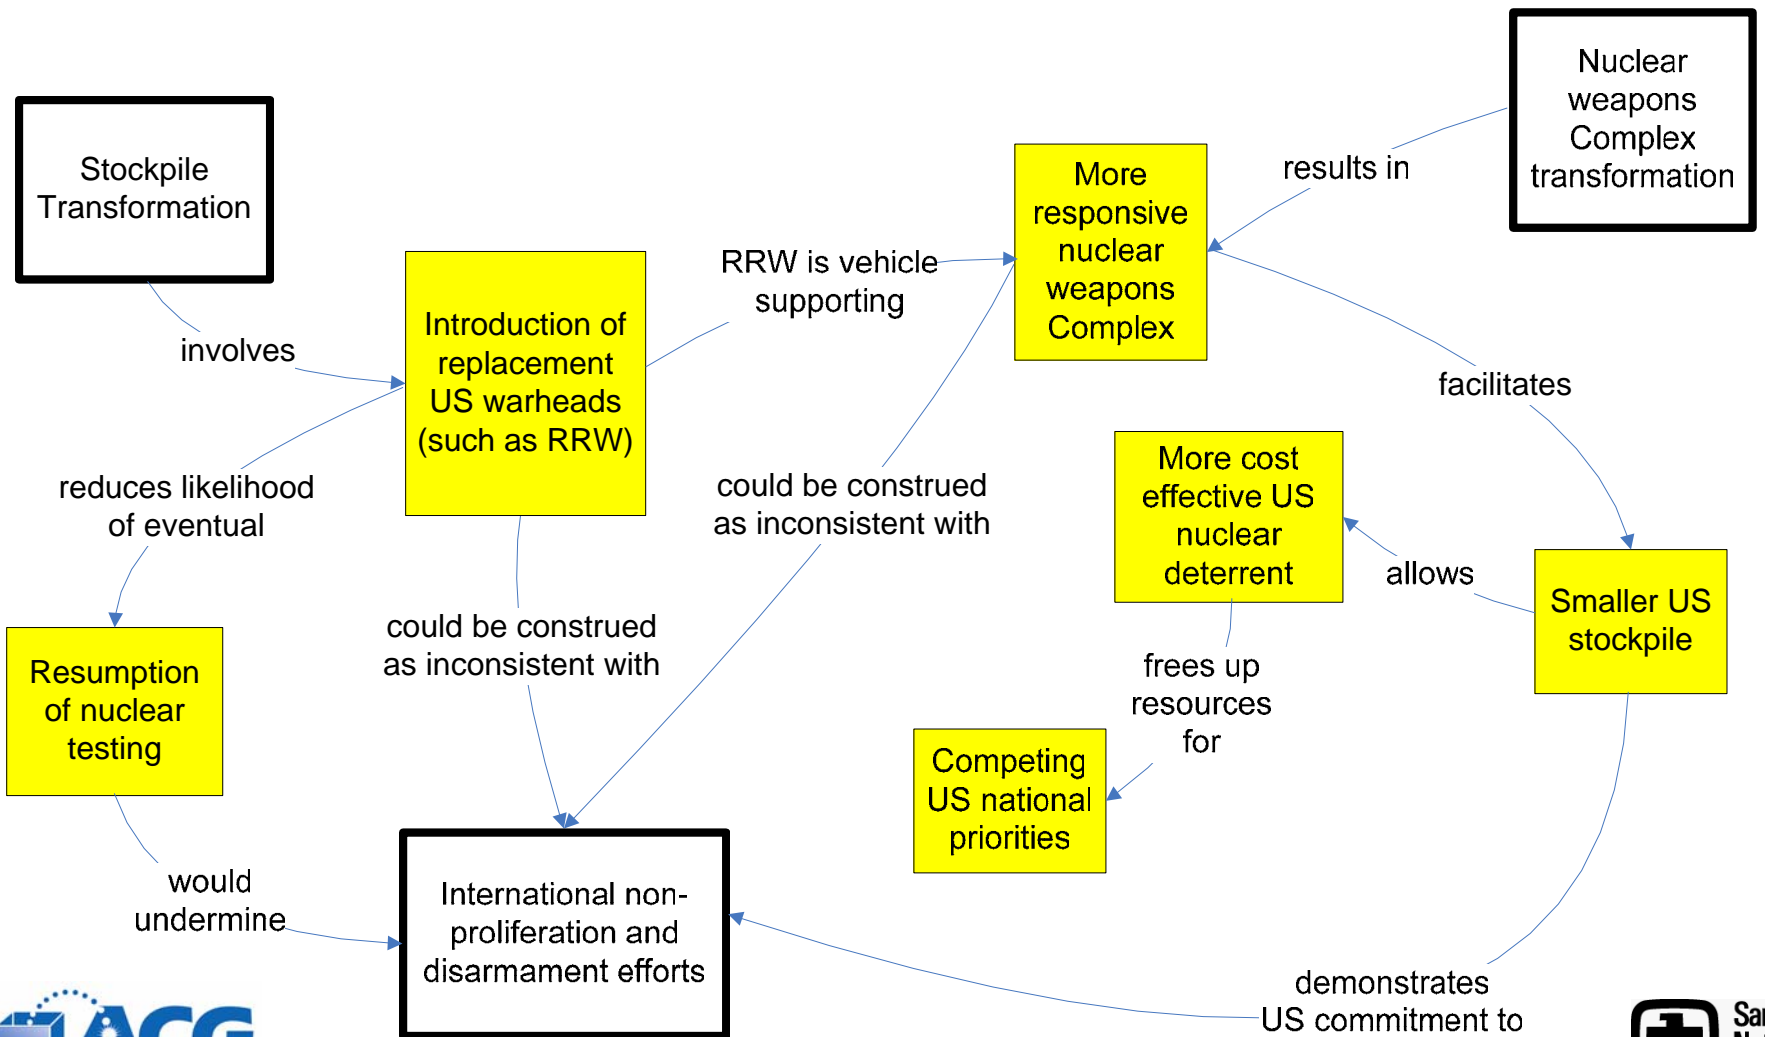 Nuclear
weapons
Complex
transformation
Stockpile
Transformation
results in
More
responsive
nuclear
weapons
Complex
RRW is vehicle
supporting
Introduction of
replacement
US warheads
(such as RRW)
involves
facilitates
reduces likelihood
of eventual
could be construed
as inconsistent with
More cost
effective US
nuclear
deterrent
allows
Smaller US
stockpile
could be construed
as inconsistent with
Resumption
of nuclear
testing
frees up
resources
for
Competing
US national
priorities
would
undermine
International non-
proliferation and
disarmament efforts
demonstrates
US commitment to
ACG